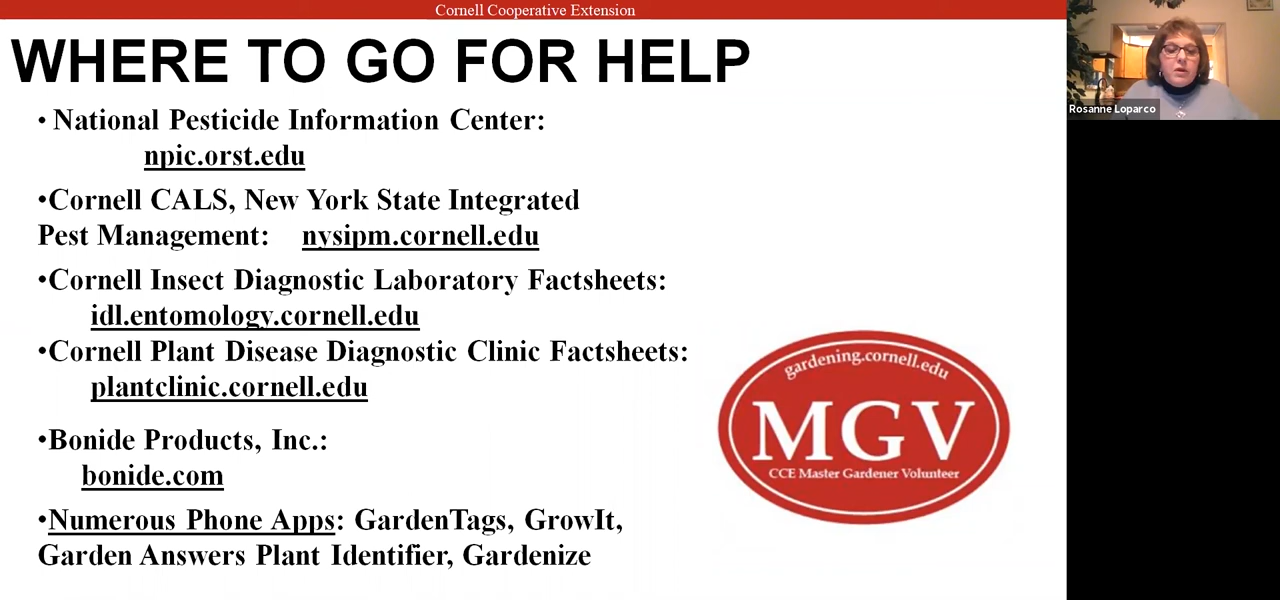 Cornell Cooperative Extension
WHERE TO GO FOR HELP
Rosanne Loparco
• National Pesticide Information Center:
npic.orst.edu
•Cornell CALS, New York State Integrated
Pest Management: nysipm.cornell.edu
•Cornell Insect Diagnostic Laboratory Factsheets:
idl.entomology.cornell.edu
•Cornell Plant Disease Diagnostic Clinic Factsheets:
plantclinic.cornell.edu
•Bonide Products, Inc.:
bonide.com
•Numerous Phone Apps: GardenTags, GrowIt,
Garden Answers Plant Identifier, Gardenize
gardening.cornell.edu
MGV
CCE Master Gardener Volunteer